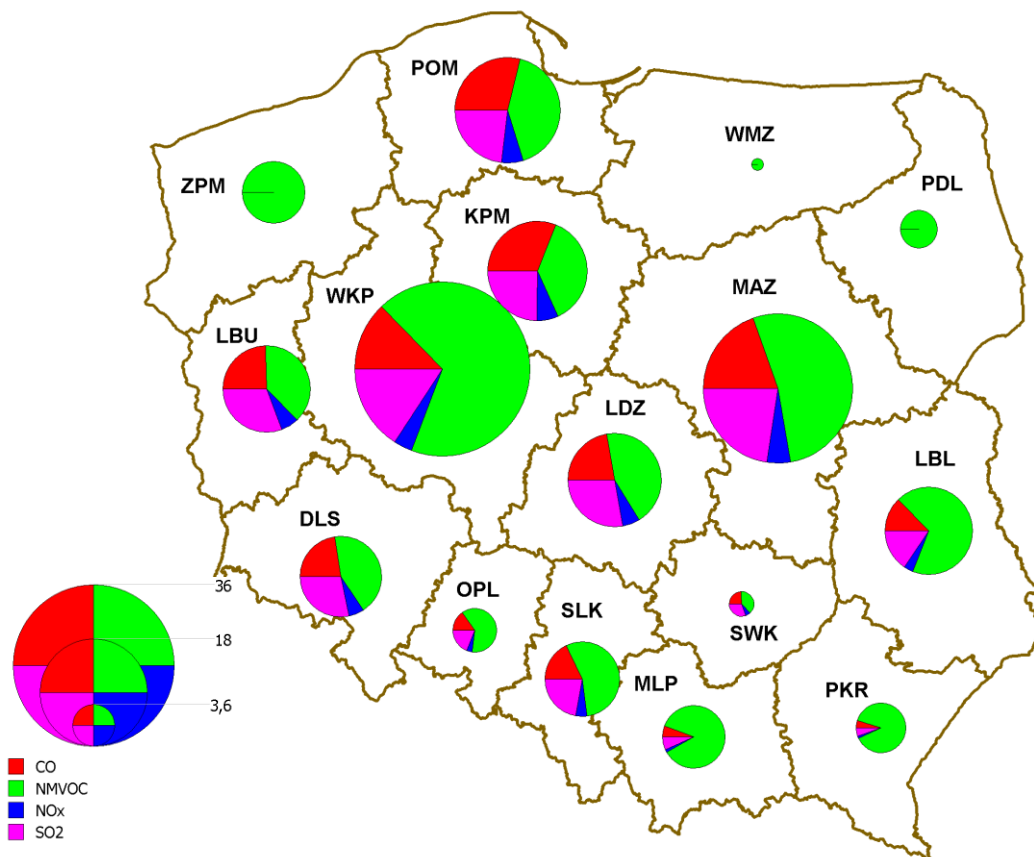 POM
WMZ
ZPM
PDL
KPM
WKP
MAZ
LBU
LDZ
LBL
DLS
OPL
SLK
SWK
MLP
PKR
36
18
3,6
CO
NMVOC
NOx
SO2